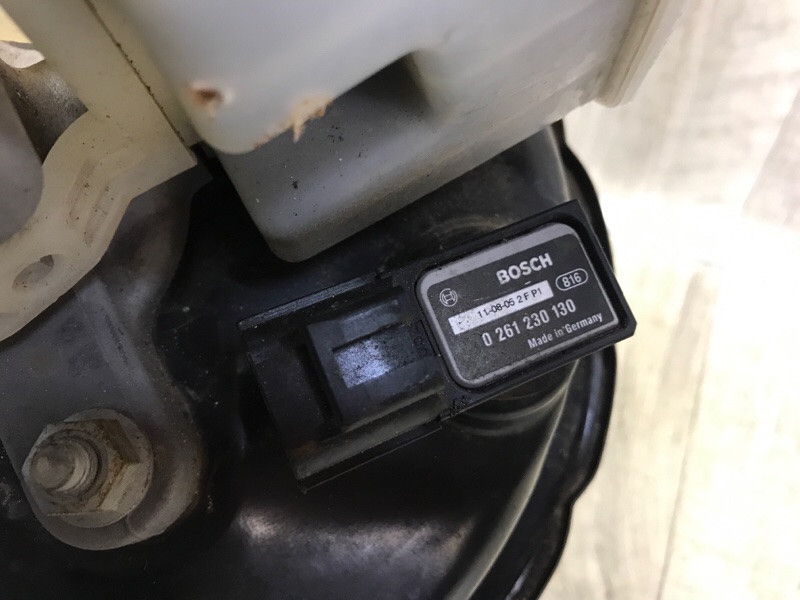 BOSCH
816
11-08-05 2 F P1
0 261 230 130
Made in Germany